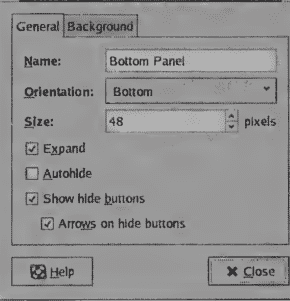 General Background
Name: Bottom Panel
Orientation: Bottom
Size: 48 pixels
Expand
Autohide
Show hide buttons
Arrows on hide buttons
Help Close